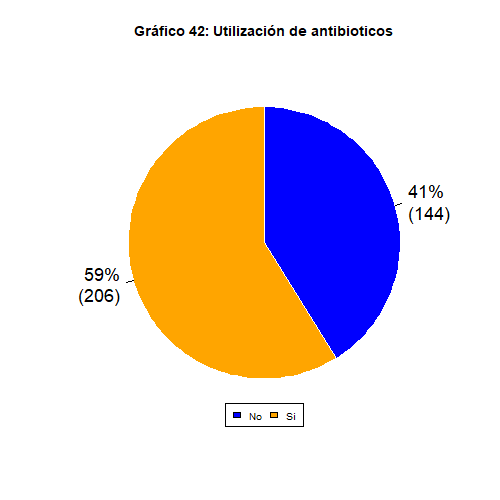 Gráfico 42: Utilización de antibioticos
41%
(144)
59%
(206)
No Si